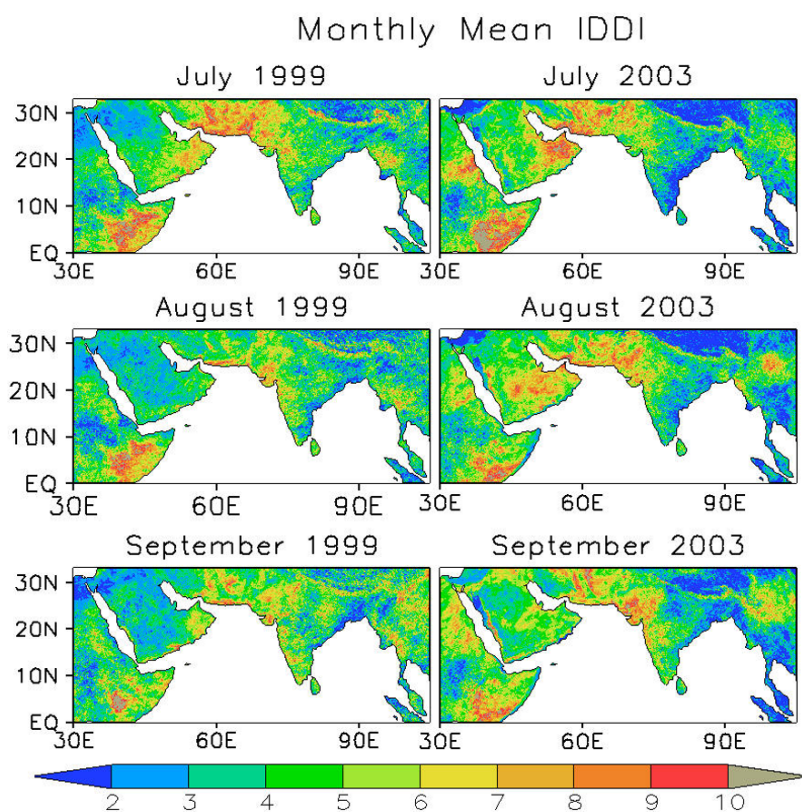 Monthly Mean IDDI
July 1999 July 2003
30N
20N
10N
EQ
30E 60E 90E 30E 60E 90E
August 1999 August 2003
30N
20N
10N
EQ
30E 60E 90E 30E 60E 90E
September 1999 September 2003
30N
20N
10N
EQ
30E 60E 90E 30E 60E 90E
2 3 4 5 6 7 8 9 10